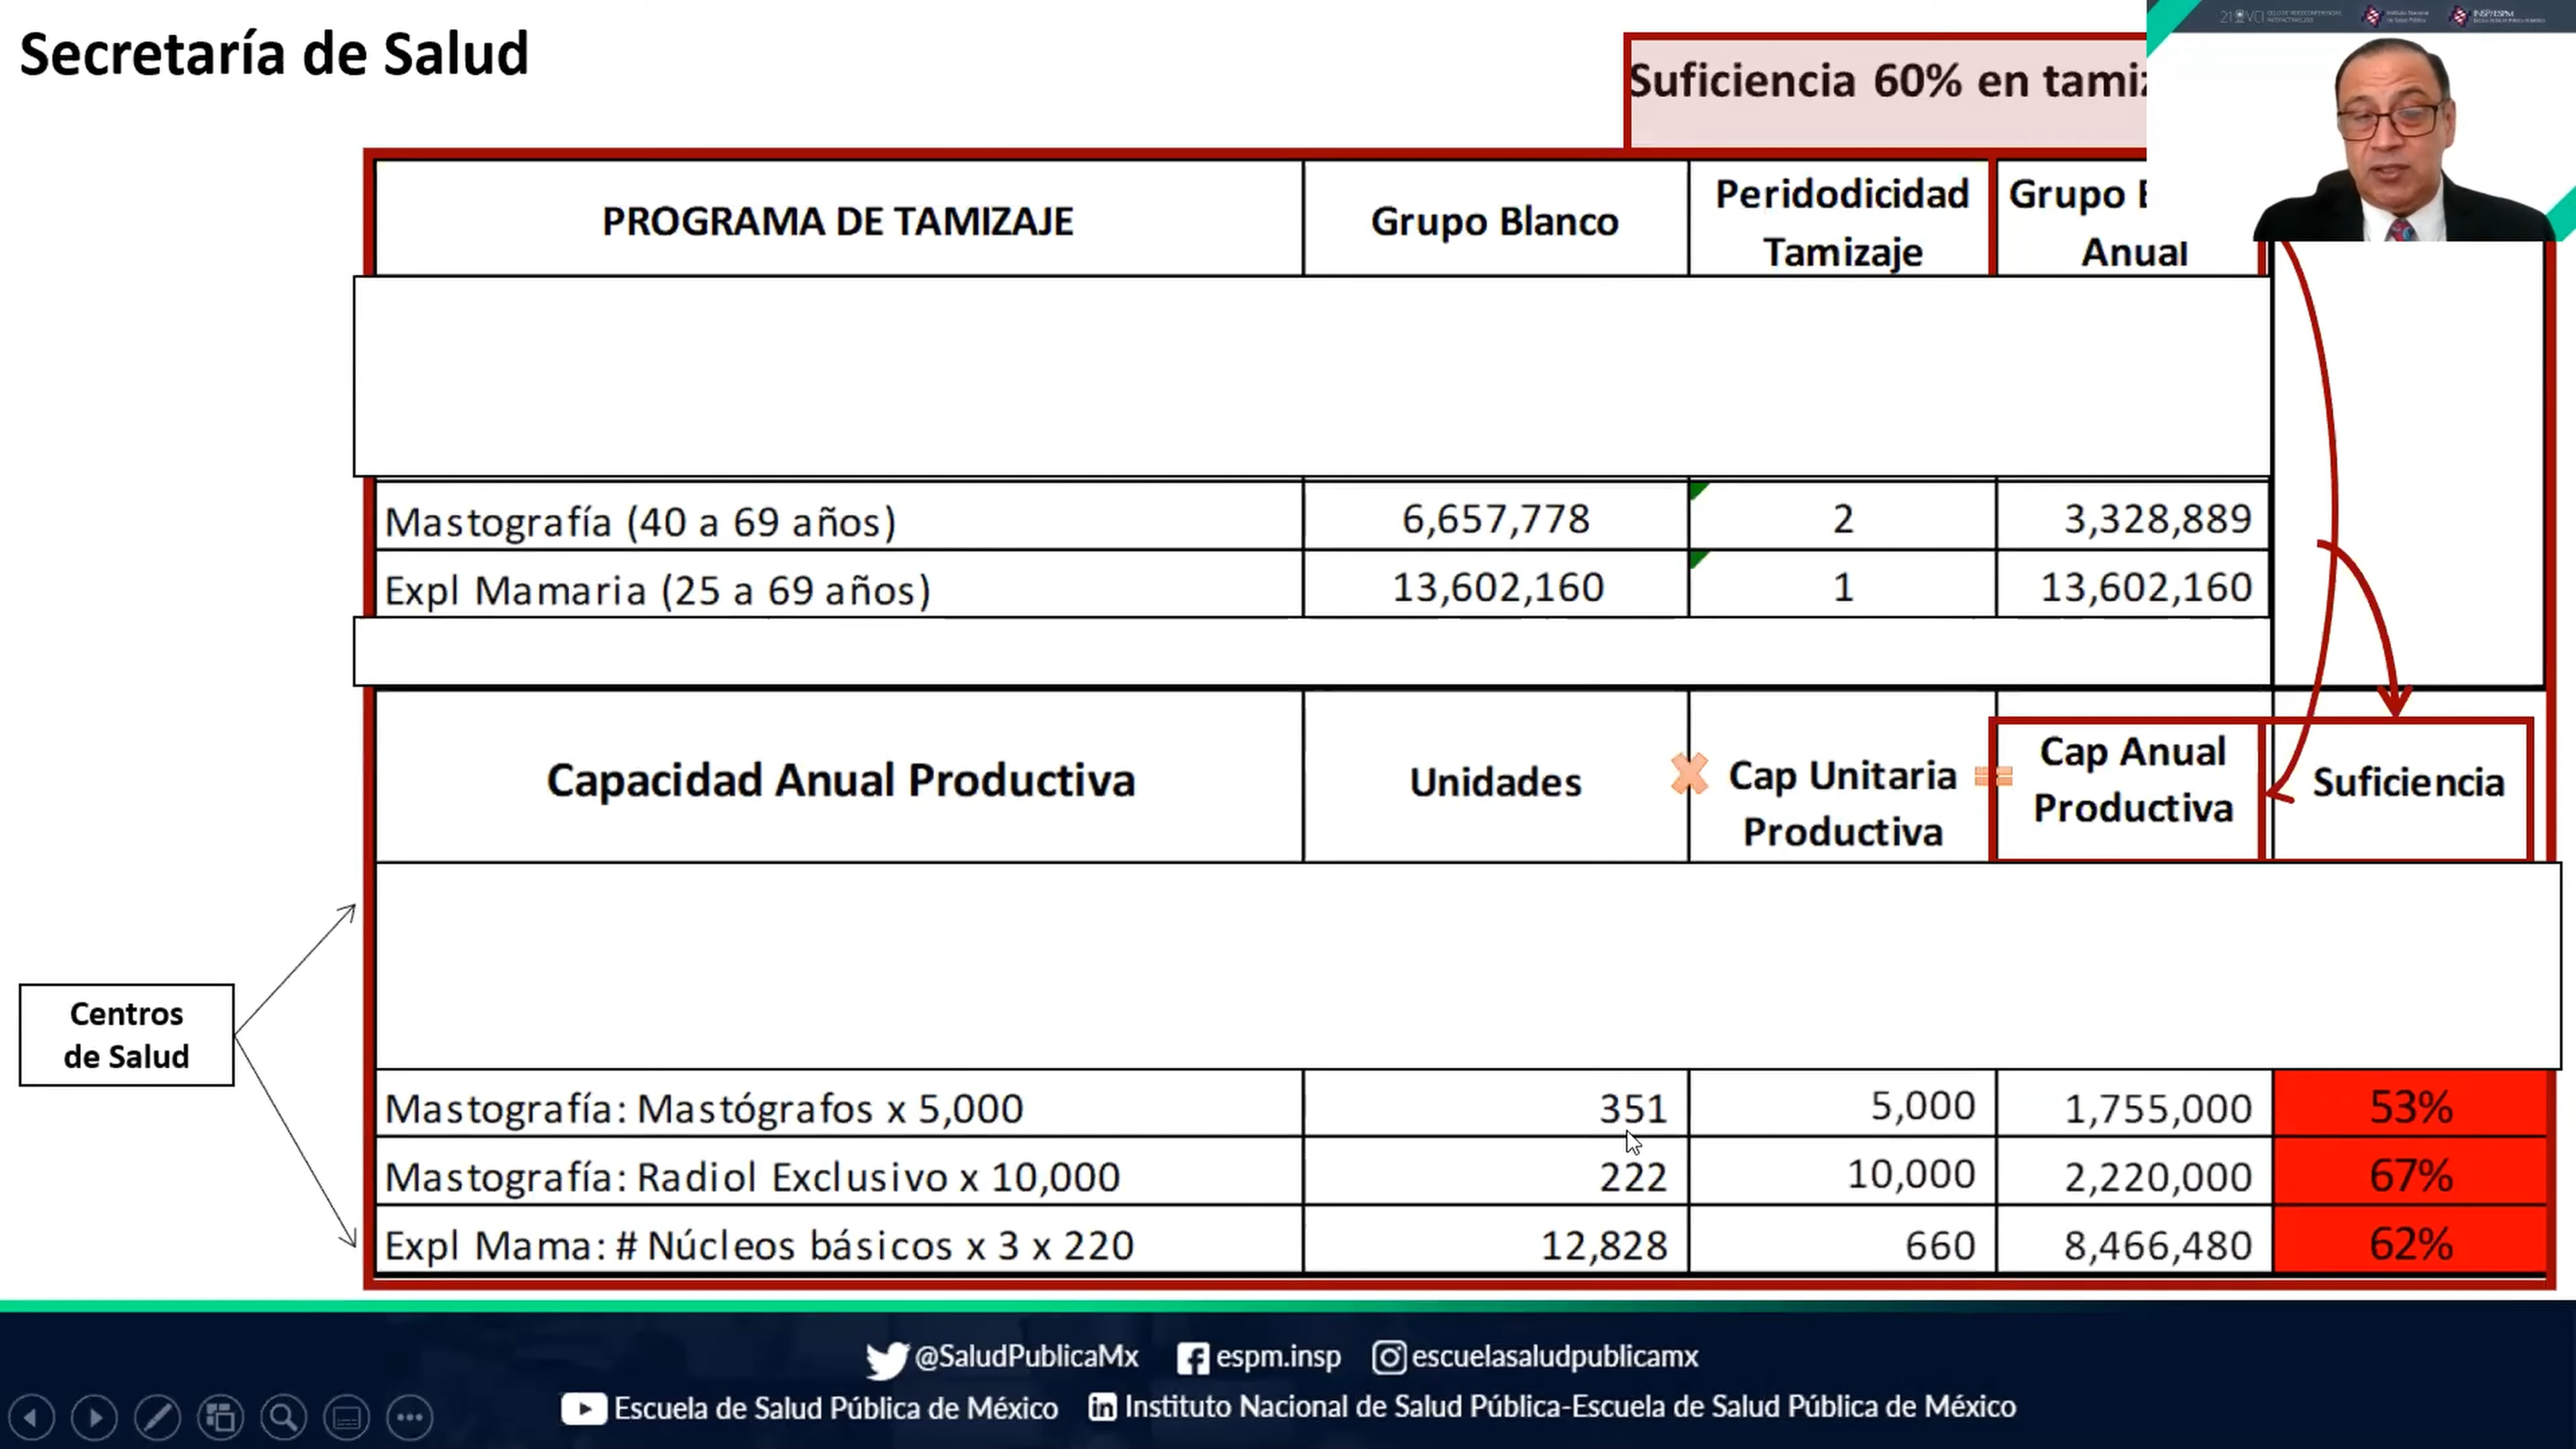 Secretaría de Salud
Suficiencia 60% en
PROGRAMA DE TAMIZAJE
Grupo Blanco
Peridodicidad
Tamizaje
Grupo
Anual
Mastografía (40 a 69 años) 6,657,778 2 3,328,889
Expl Mamaria (25 a 69 años) 13,602,160 1 13,602,160
Capacidad Anual Productiva
Unidades
Cap Unitaria
Productiva
Cap Anual
Productiva
Suficiencia
Centros
de Salud
Mastografía: Mastógrafos x 5,000 351 5,000 1,755,000 53%
Mastografía: Radiol Exclusivo x 10,000 222 10,000 2,220,000 67%
Expl Mama: # Núcleos básicos x 3 x 220 12,828 660 8,466,480 62%
@SaludPublicaMx espm.insp escuelasaludpublicamx
Escuela de Salud Pública de México Instituto Nacional de Salud Pública-Escuela de Salud Pública de México